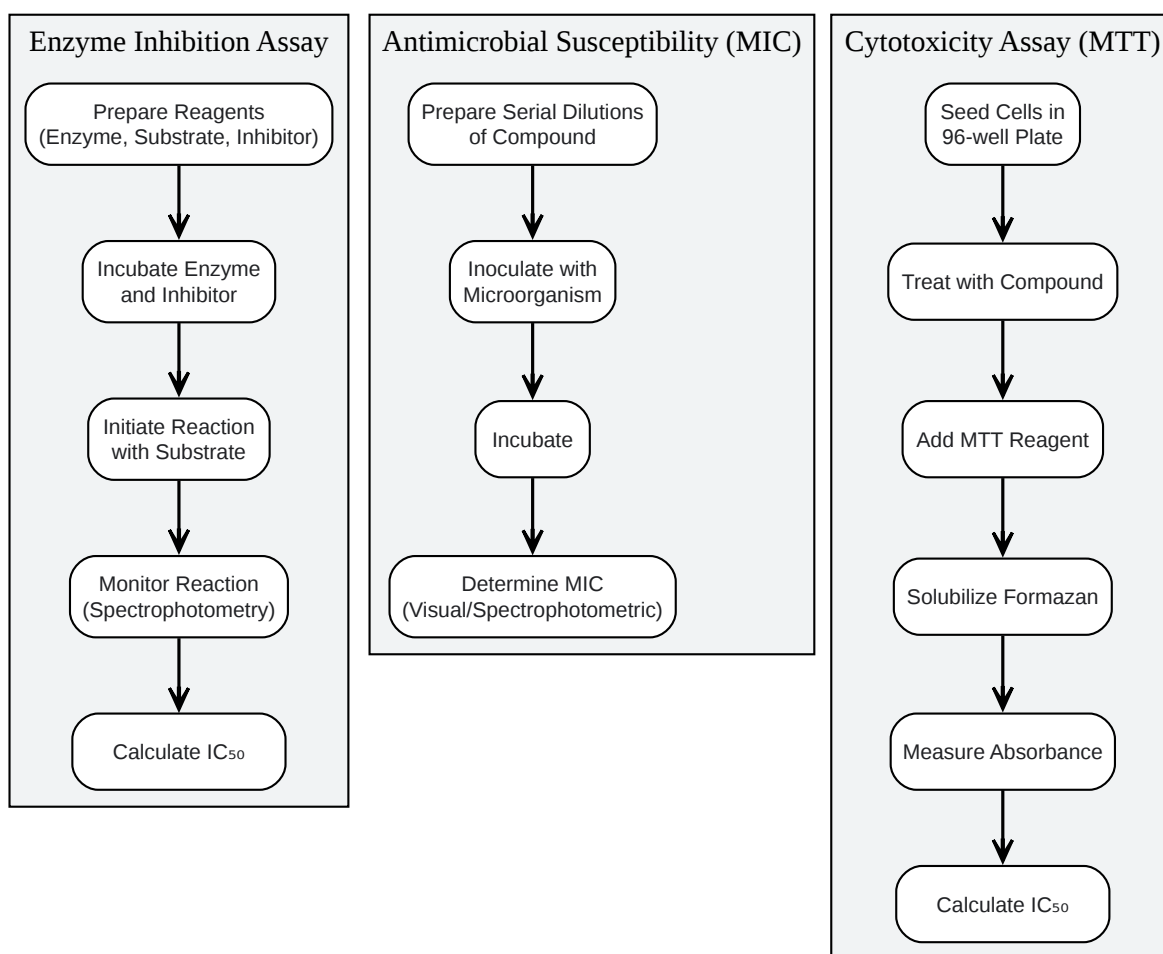 Enzyme Inhibition Assay
Prepare Reagents
(Enzyme, Substrate, Inhibitor)
Incubate Enzyme
and Inhibitor
Initiate Reaction
with Substrate
Monitor Reaction
(Spectrophotometry)
Calculate IC₅₀
Antimicrobial Susceptibility (MIC)
Prepare Serial Dilutions
of Compound
Inoculate with
Microorganism
Incubate
Determine MIC
(Visual/Spectrophotometric)
Cytotoxicity Assay (MTT)
Seed Cells in
96-well Plate
Treat with Compound
Add MTT Reagent
Solubilize Formazan
Measure Absorbance
Calculate IC₅₀